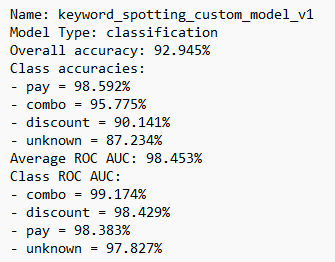 Name: keyword_spotting_custom_model_v1
Model Type: classification
Overall accuracy: 92.945%
Class accuracies:
- pay = 98.592%
- combo = 95.775%
- discount = 90.141%
- unknown = 87.234%
Average ROC AUC: 98.453%
Class ROC AUC:
- combo = 99.174%
- discount = 98.429%
- pay = 98.383%
- unknown = 97.827%